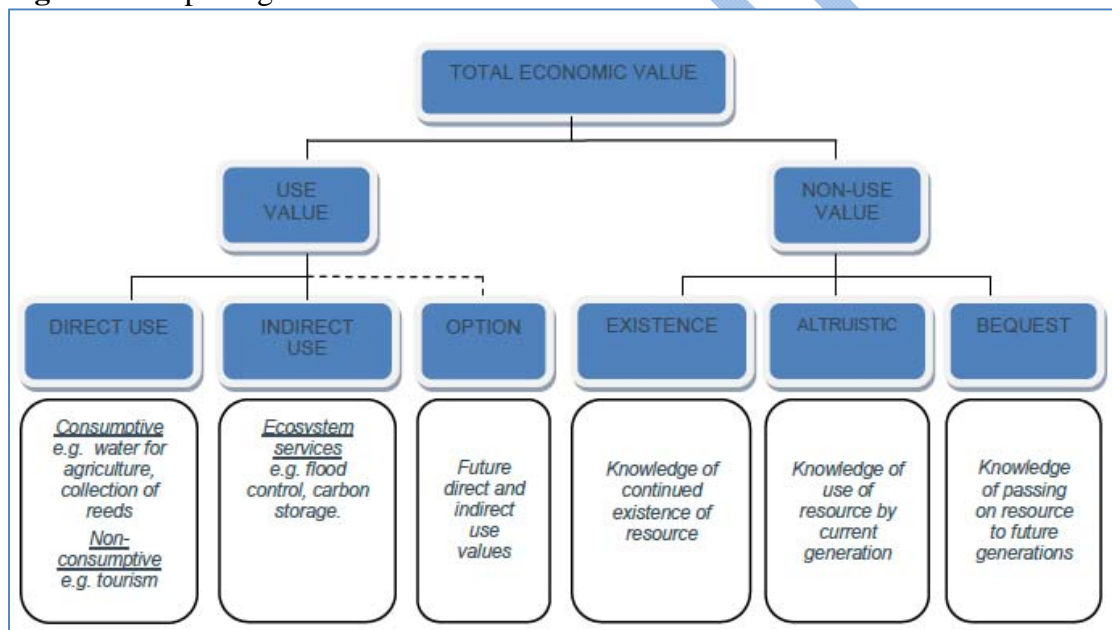 TOTAL ECONOMIC VALUE
USE
VALUE
NON-USE
VALUE
DIRECT USE
INDIRECT
USE
OPTION
EXISTENCE
ALTRUISTIC
BEQUEST
Consumptive
e.g. water for
agriculture,
collection of
reeds
Non-
consumptive
e.g. tourism
Ecosystem
services
e.g. flood
control, carbon
storage.
Future
direct and
indirect
use
values
Knowledge of
continued
existence of
resource
Knowledge of
use of
resource by
current
generation
Knowledge
of passing
on resource
to future
generations